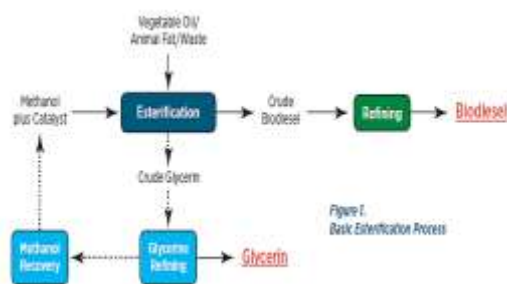 Vegetable Oil/
Animal Fat/Waste
Methanol
plus Catalyst
Esterification
Crude
Biodiesel
Refining
Biodiesel
Crude Glycerin
Figure 1.
Basic Esterification Process
Methanol
Recovery
Glycerine
Refining
Glycerin